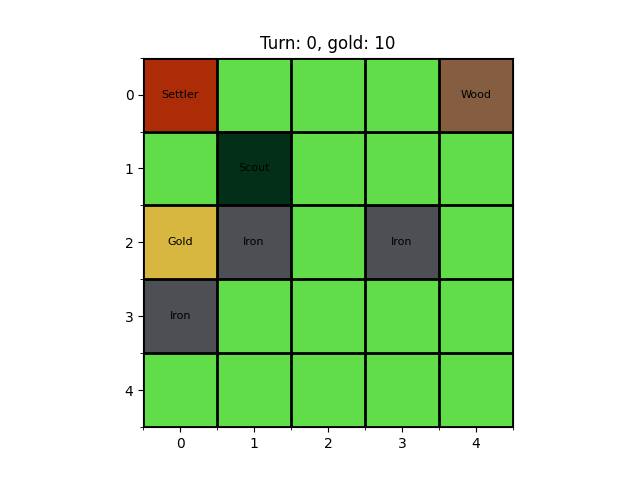 Turn: 0, gold: 10
0
Settler
Wood
1
Scout
2
Gold
Iron
Iron
3
Iron
4
0 1 2 3 4